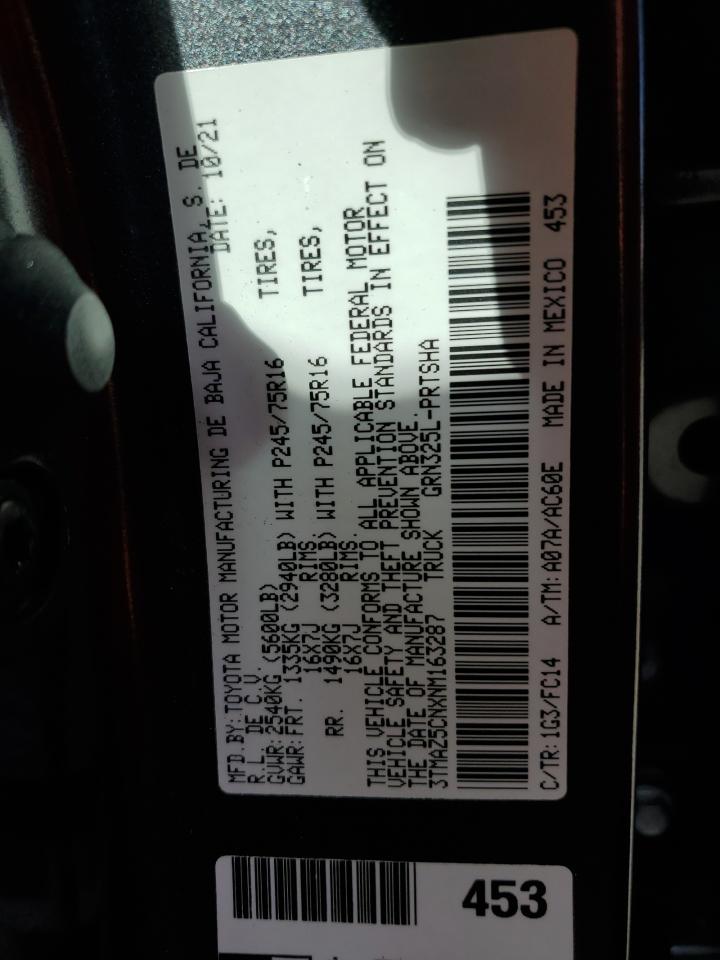 MFD.BY:TOYOTA MOTOR MANUFACTURING DE BAJA CALIFORNIA, S. DE
R.L. DE C.V. DATE: 10/21
GVWR:2540KG (5600LB)
GAWR:FRT. 1335KG (2940LB) WITH P245/75R16 TIRES,
16X7J RIMS,
RR. 1490KG (3280LB) WITH P245/75R16 TIRES,
16X7J RIMS.
THIS VEHICLE CONFORMS TO ALL APPLICABLE FEDERAL MOTOR
VEHICLE SAFETY AND THEFT PREVENTION STANDARDS IN EFFECT ON
THE DATE OF MANUFACTURE SHOWN ABOVE.
3TMAZ5CNXNM163287 TRUCK GRN325L-PRTSHA
C/TR:1G3/FC14 A/TM:A07A/AC60E MADE IN MEXICO 453
453